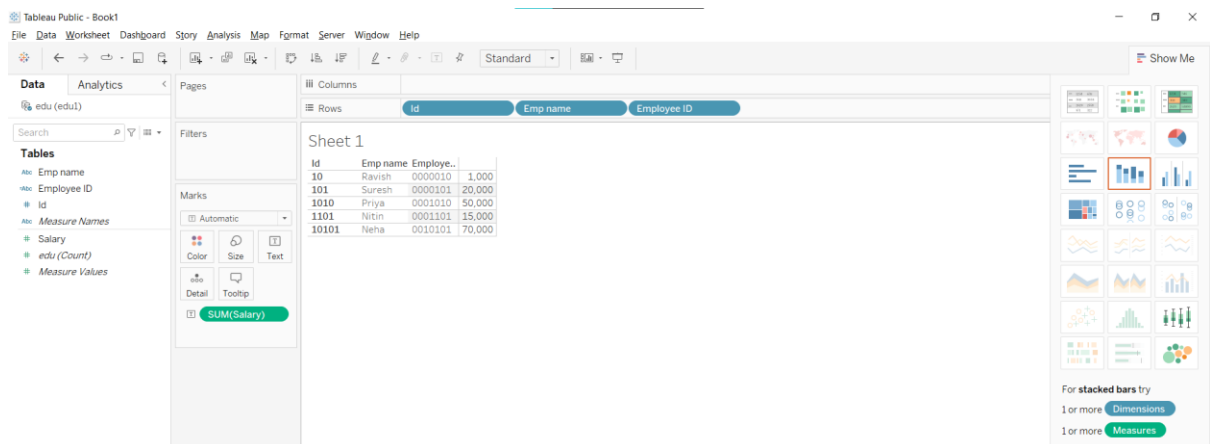 Tableau Public - Book1
File Data Worksheet Dashboard Story Analysis Map Format Server Window Help
Standard
Show Me
Data Analytics
edu (edu1)
Search
Tables
Abc Emp name
=Abc Employee ID
# Id
Abc Measure Names
# Salary
# edu (Count)
# Measure Values
Pages
Filters
Marks
Automatic
Color Size Text
Detail Tooltip
SUM(Salary)
Columns
Rows Id Emp name Employee ID
Sheet 1
Id Emp name Employe..
10 Ravish 0000010 1,000
101 Suresh 0000101 20,000
1010 Priya 0001010 50,000
1101 Nitin 0001101 15,000
10101 Neha 0010101 70,000
For stacked bars try
1 or more Dimensions
1 or more Measures